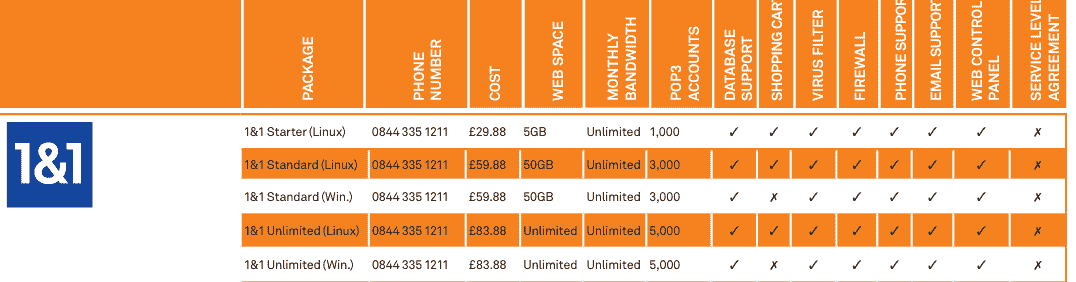 PACKAGE
PHONE NUMBER
COST
WEB SPACE
MONTHLY BANDWIDTH
POP3 ACCOUNTS
DATABASE SUPPORT
SHOPPING CAR
VIRUS FILTER
FIREWALL
PHONE SUPPOR
EMAIL SUPPORT
WEB CONTROL PANEL
SERVICE LEVEL AGREEMENT
1&1
1&1 Starter (Linux) 0844 335 1211 £29.88 5GB Unlimited 1,000 ✓ ✓ ✓ ✓ ✓ ✓ ✓ ✗
1&1 Standard (Linux) 0844 335 1211 £59.88 50GB Unlimited 3,000 ✓ ✓ ✓ ✓ ✓ ✓ ✓ ✗
1&1 Standard (Win.) 0844 335 1211 £59.88 50GB Unlimited 3,000 ✓ ✗ ✓ ✓ ✓ ✓ ✓ ✗
1&1 Unlimited (Linux) 0844 335 1211 £83.88 Unlimited Unlimited 5,000 ✓ ✓ ✓ ✓ ✓ ✓ ✓ ✗
1&1 Unlimited (Win.) 0844 335 1211 £83.88 Unlimited Unlimited 5,000 ✓ ✗ ✓ ✓ ✓ ✓ ✓ ✗